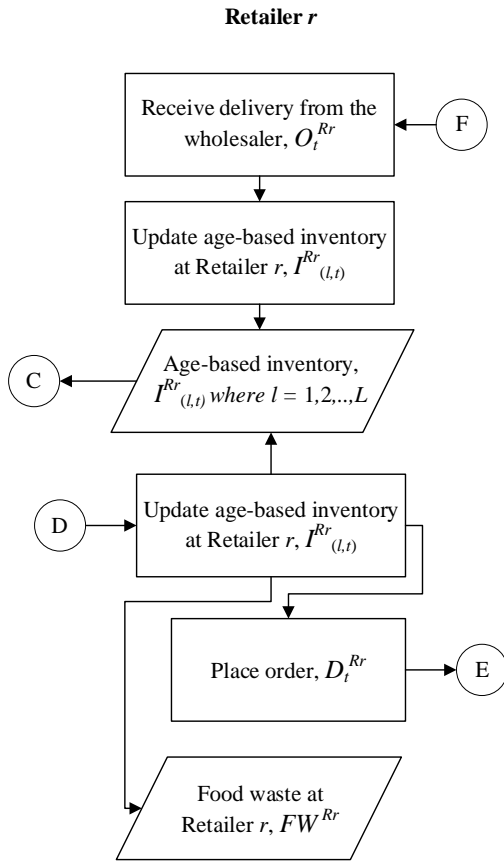 Retailer r
Receive delivery from the
wholesaler, O_t^{Rr}
F
Update age-based inventory
at Retailer r, I^{Rr}_{(l,t)}
Age-based inventory,
I^{Rr}_{(l,t)} where l = 1,2,..,L
C
D
Update age-based inventory
at Retailer r, I^{Rr}_{(l,t)}
Place order, D_t^{Rr}
E
Food waste at
Retailer r, FW^{Rr}